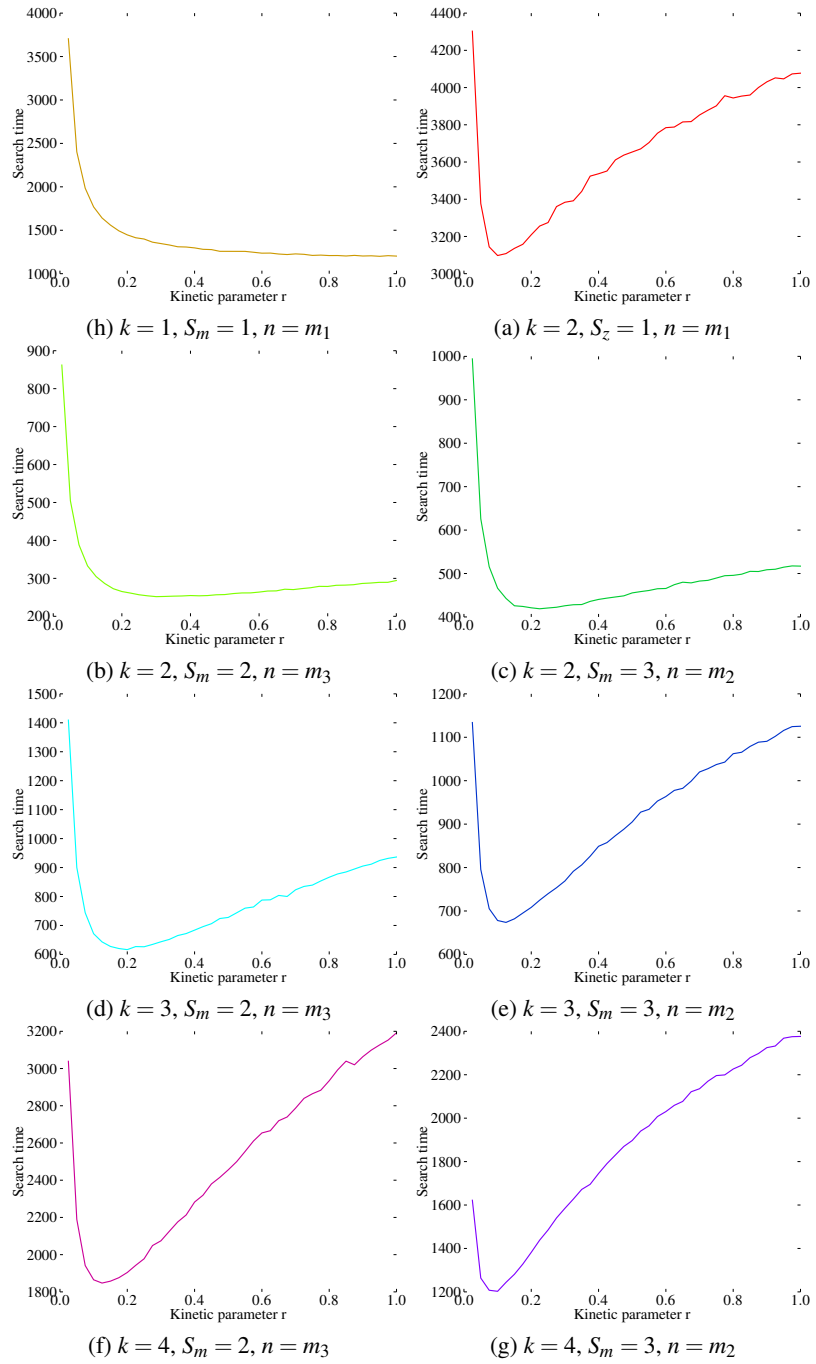 4000
3500
3000
2500
2000
1500
1000
Search time
0.0 0.2 0.4 0.6 0.8 1.0
Kinetic parameter r
(h) k = 1, S_m = 1, n = m_1
4400
4200
4000
3800
3600
3400
3200
3000
Search time
0.0 0.2 0.4 0.6 0.8 1.0
Kinetic parameter r
(a) k = 2, S_z = 1, n = m_1
900
800
700
600
500
400
300
200
Search time
0.0 0.2 0.4 0.6 0.8 1.0
Kinetic parameter r
(b) k = 2, S_m = 2, n = m_3
1000
900
800
700
600
500
400
Search time
0.0 0.2 0.4 0.6 0.8 1.0
Kinetic parameter r
(c) k = 2, S_m = 3, n = m_2
1500
1400
1300
1200
1100
1000
900
800
700
600
Search time
0.0 0.2 0.4 0.6 0.8 1.0
Kinetic parameter r
(d) k = 3, S_m = 2, n = m_3
1200
1100
1000
900
800
700
600
Search time
0.0 0.2 0.4 0.6 0.8 1.0
Kinetic parameter r
(e) k = 3, S_m = 3, n = m_2
3200
3000
2800
2600
2400
2200
2000
1800
Search time
0.0 0.2 0.4 0.6 0.8 1.0
Kinetic parameter r
(f) k = 4, S_m = 2, n = m_3
2400
2200
2000
1800
1600
1400
1200
Search time
0.0 0.2 0.4 0.6 0.8 1.0
Kinetic parameter r
(g) k = 4, S_m = 3, n = m_2